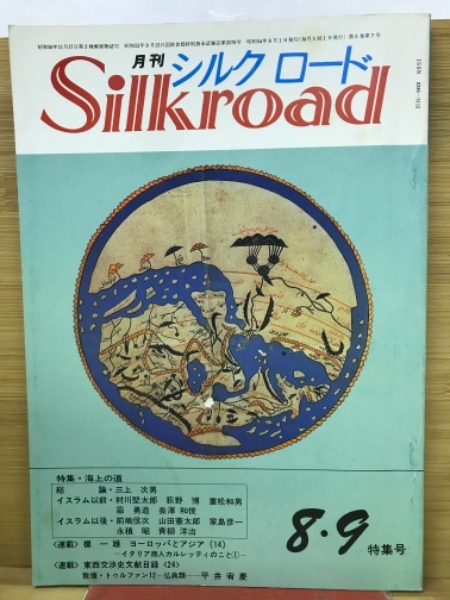 月刊 シルクロード
Silkroad
特集・海上の道
総 論・三上 次男
イスラム以前・村川堅太郎 荻野 博 重松和男
扇 勇造 長澤 和俊
イスラム以後・前嶋信次 山田憲太郎 家島彦一
永積 昭 青柳 洋治
〈連載〉 榎 一雄 ヨーロッパとアジア (14)
―イタリア商人カルレッティのこと③―
〈連載〉 東西交渉史文献目録〈24〉
敦煌・トルファン12―仏典類― 平井宥慶
8・9 特集号